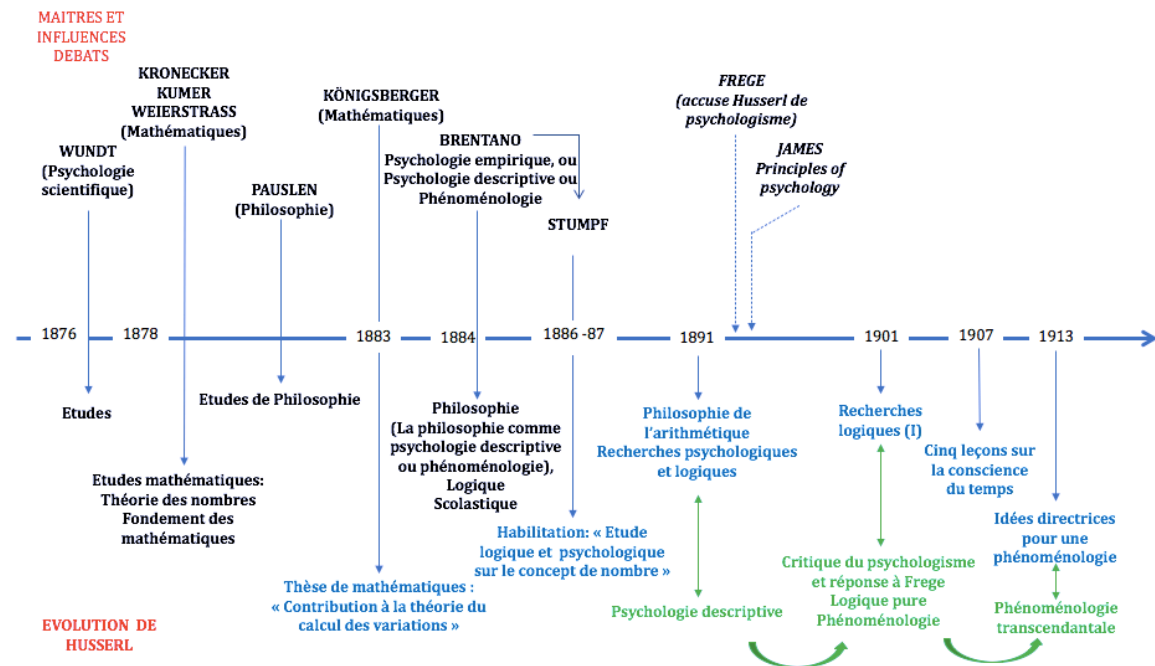 MAITRES ET
INFLUENCES
DEBATS
KRONECKER
KUMER
WEIERSTRASS
(Mathématiques)
WUNDT
(Psychologie
scientifique)
PAUSLEN
(Philosophie)
KÖNIGSBERGER
(Mathématiques)
BRENTANO
Psychologie empirique, ou
Psychologie descriptive ou
Phénoménologie
STUMPF
FREGE
(accuse Husserl de
psychologisme)
JAMES
Principles of
psychology
1876
1878
1883
1884
1886 -87
1891
1901
1907
1913
Etudes
Etudes mathématiques:
Théorie des nombres
Fondement des
mathématiques
Etudes de Philosophie
Thèse de mathématiques :
« Contribution à la théorie du
calcul des variations »
Philosophie
(La philosophie comme
psychologie descriptive
ou phénoménologie),
Logique
Scolastique
Habilitation: « Etude
logique et psychologique
sur le concept de nombre »
Philosophie de
l'arithmétique
Recherches psychologiques
et logiques
Psychologie descriptive
Recherches
logiques (I)
Critique du psychologisme
et réponse à Frege
Logique pure
Phénoménologie
Cinq leçons sur
la conscience
du temps
Idées directrices
pour une
phénoménologie
Phénoménologie
transcendantale
EVOLUTION DE
HUSSERL